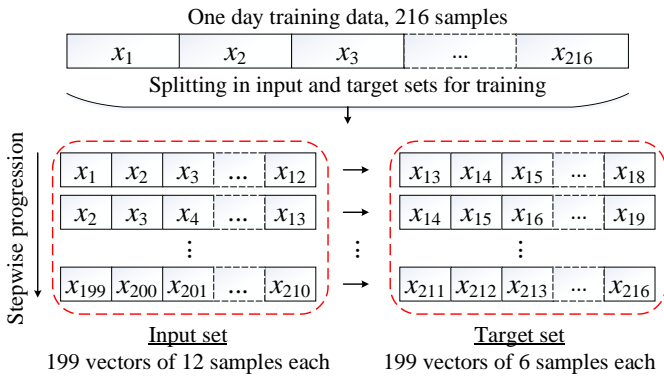 One day training data, 216 samples
x₁ x₂ x₃ ... x₂₁₆
Splitting in input and target sets for training
Stepwise progression
x₁ x₂ x₃ ... x₁₂ → x₁₃ x₁₄ x₁₅ ... x₁₈
x₂ x₃ x₄ ... x₁₃ → x₁₄ x₁₅ x₁₆ ... x₁₉
⋮ ⋮ ⋮
x₁₉₉ x₂₀₀ x₂₀₁ ... x₂₁₀ → x₂₁₁ x₂₁₂ x₂₁₃ ... x₂₁₆
Input set
199 vectors of 12 samples each
Target set
199 vectors of 6 samples each